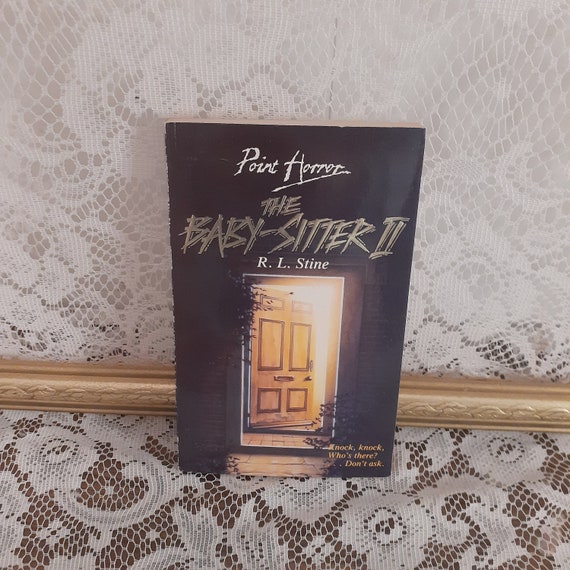 Point Horror
THE
BABY-SITTER II
R. L. Stine
Knock, knock,
Who's there?
. . . Don't ask.